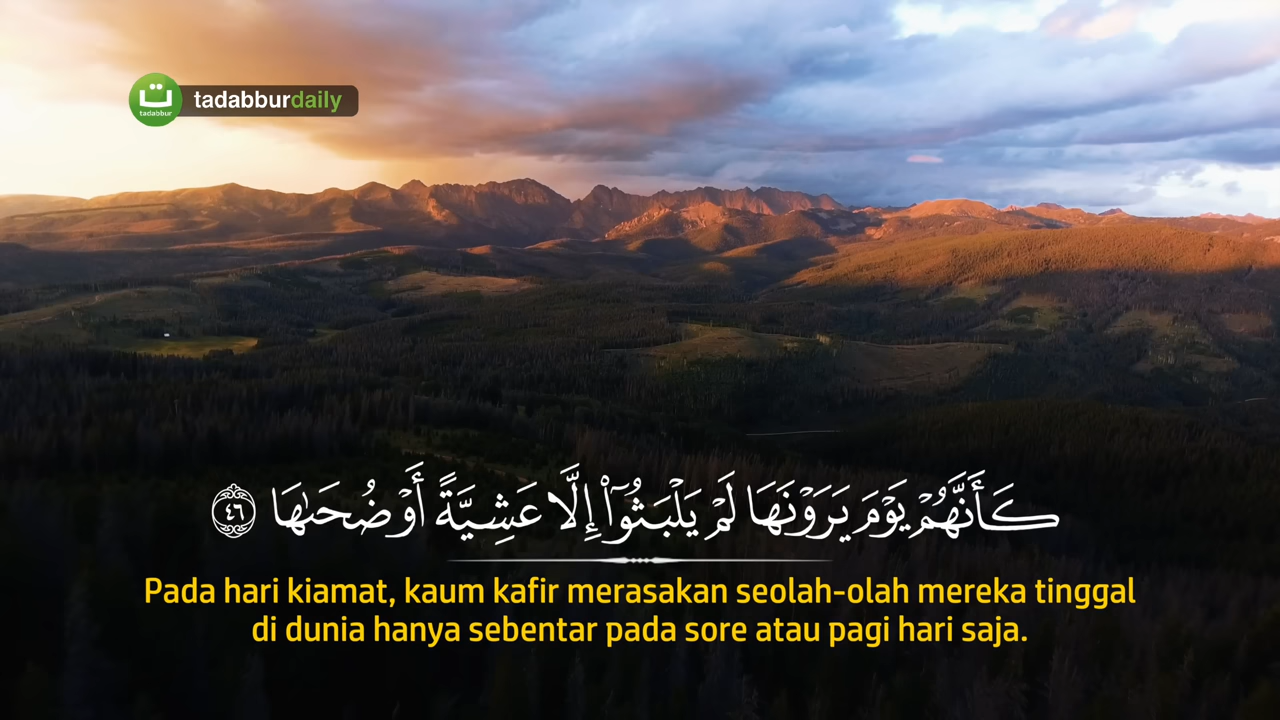 ت
tadabbur
tadabburdaily
كَأَنَّهُمْ يَوْمَ يَرَوْنَهَا لَمْ يَلْبَثُوٓا۟ إِلَّا عَشِيَّةً أَوْ ضُحَىٰهَا ٤٦
Pada hari kiamat, kaum kafir merasakan seolah-olah mereka tinggal
di dunia hanya sebentar pada sore atau pagi hari saja.